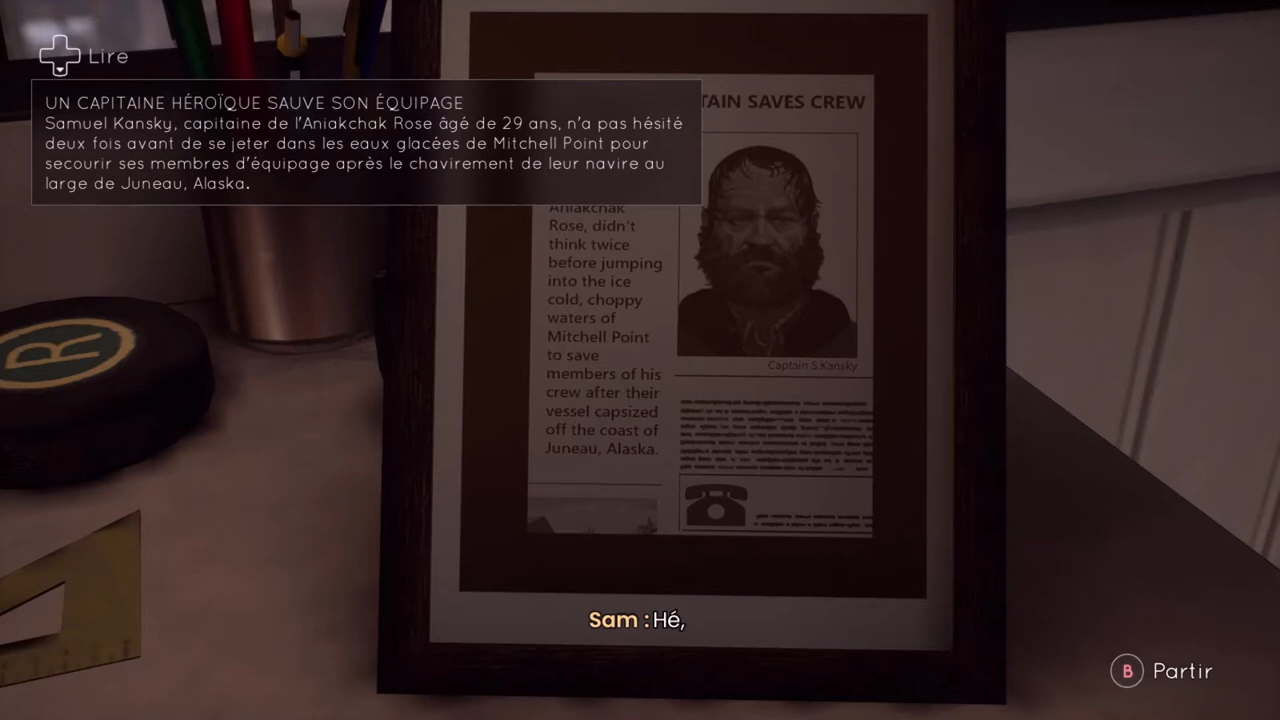 Lire
UN CAPITAINE HÉROÏQUE SAUVE SON ÉQUIPAGE
Samuel Kansky, capitaine de l'Aniakchak Rose âgé de 29 ans, n'a pas hésité
deux fois avant de se jeter dans les eaux glacées de Mitchell Point pour
secourir ses membres d'équipage après le chavirement de leur navire au
large de Juneau, Alaska.
TAIN SAVES CREW
Aniakchak
Rose, didn't
think twice
before jumping
into the ice
cold, choppy
waters of
Mitchell Point
to save
members of his
crew after their
vessel capsized
off the coast of
Juneau, Alaska.
Captain S.Kansky
R
Sam : Hé,
B Partir